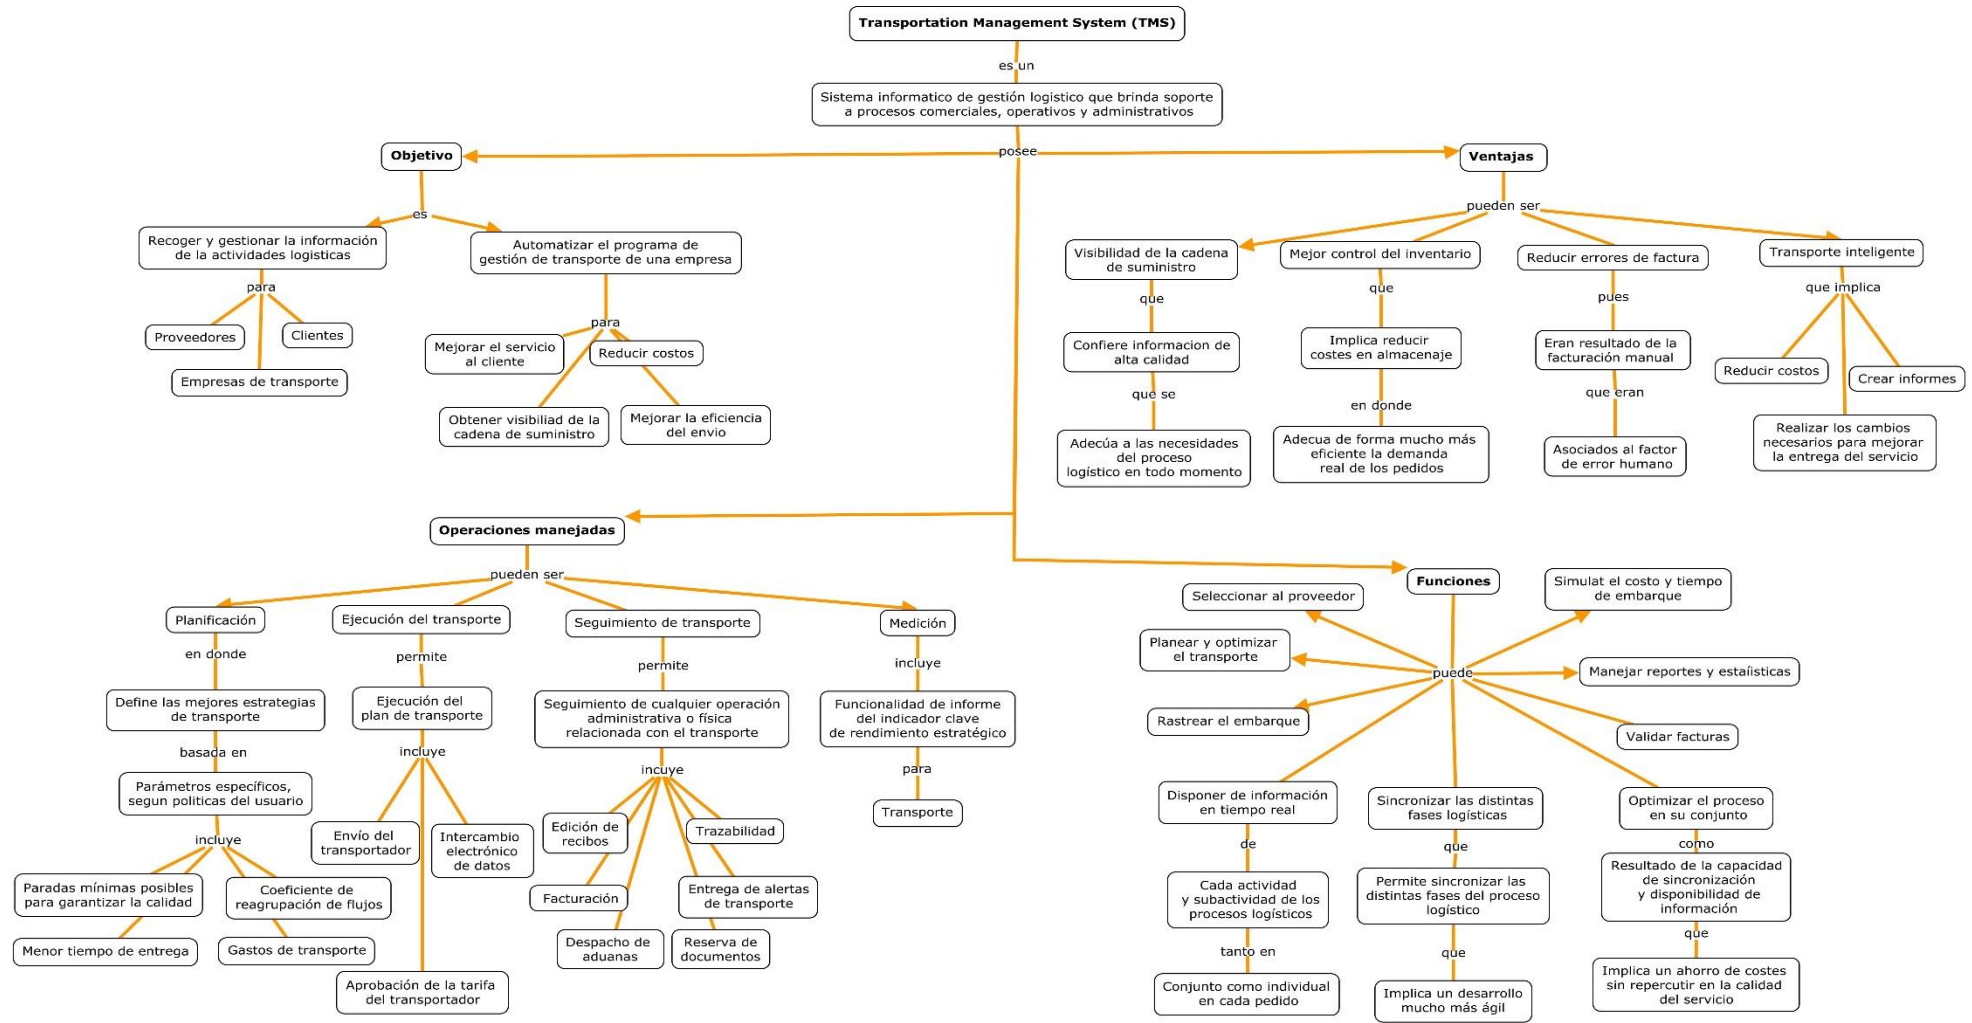 Transportation Management System (TMS)
es un
Sistema informatico de gestión logistico que brinda soporte
a procesos comerciales, operativos y administrativos
posee
Objetivo
es
Recoger y gestionar la información
de la actividades logisticas
para
Proveedores
Clientes
Empresas de transporte
Automatizar el programa de
gestión de transporte de una empresa
para
Mejorar el servicio
al cliente
Reducir costos
Obtener visibiliad de la
cadena de suministro
Mejorar la eficiencia
del envio
Ventajas
pueden ser
Visibilidad de la cadena
de suministro
que
Confiere informacion de
alta calidad
que se
Adecúa a las necesidades
del proceso
logístico en todo momento
Mejor control del inventario
que
Implica reducir
costes en almacenaje
en donde
Adecua de forma mucho más
eficiente la demanda
real de los pedidos
Reducir errores de factura
pues
Eran resultado de la
facturación manual
que eran
Asociados al factor
de error humano
Transporte inteligente
que implica
Reducir costos
Crear informes
Realizar los cambios
necesarios para mejorar
la entrega del servicio
Operaciones manejadas
pueden ser
Planificación
en donde
Define las mejores estrategias
de transporte
basada en
Parámetros específicos,
segun politicas del usuario
incluye
Paradas mínimas posibles
para garantizar la calidad
Coeficiente de
reagrupación de flujos
Menor tiempo de entrega
Gastos de transporte
Ejecución del transporte
permite
Ejecución del
plan de transporte
incluye
Envío del
transportador
Intercambio
electrónico
de datos
Aprobación de la tarifa
del transportador
Seguimiento de transporte
permite
Seguimiento de cualquier operación
administrativa o física
relacionada con el transporte
incuye
Edición de
recibos
Trazabilidad
Facturación
Entrega de alertas
de transporte
Despacho de
aduanas
Reserva de
documentos
Medición
incluye
Funcionalidad de informe
del indicador clave
de rendimiento estratégico
para
Transporte
Funciones
puede
Seleccionar al proveedor
Simulat el costo y tiempo
de embarque
Planear y optimizar
el transporte
Manejar reportes y estaíisticas
Rastrear el embarque
Validar facturas
Disponer de información
en tiempo real
de
Cada actividad
y subactividad de los
procesos logísticos
tanto en
Conjunto como individual
en cada pedido
Sincronizar las distintas
fases logísticas
que
Permite sincronizar las
distintas fases del proceso
logístico
que
Implica un desarrollo
mucho más ágil
Optimizar el proceso
en su conjunto
como
Resultado de la capacidad
de sincronización
y disponibilidad de
información
que
Implica un ahorro de costes
sin repercutir en la calidad
del servicio